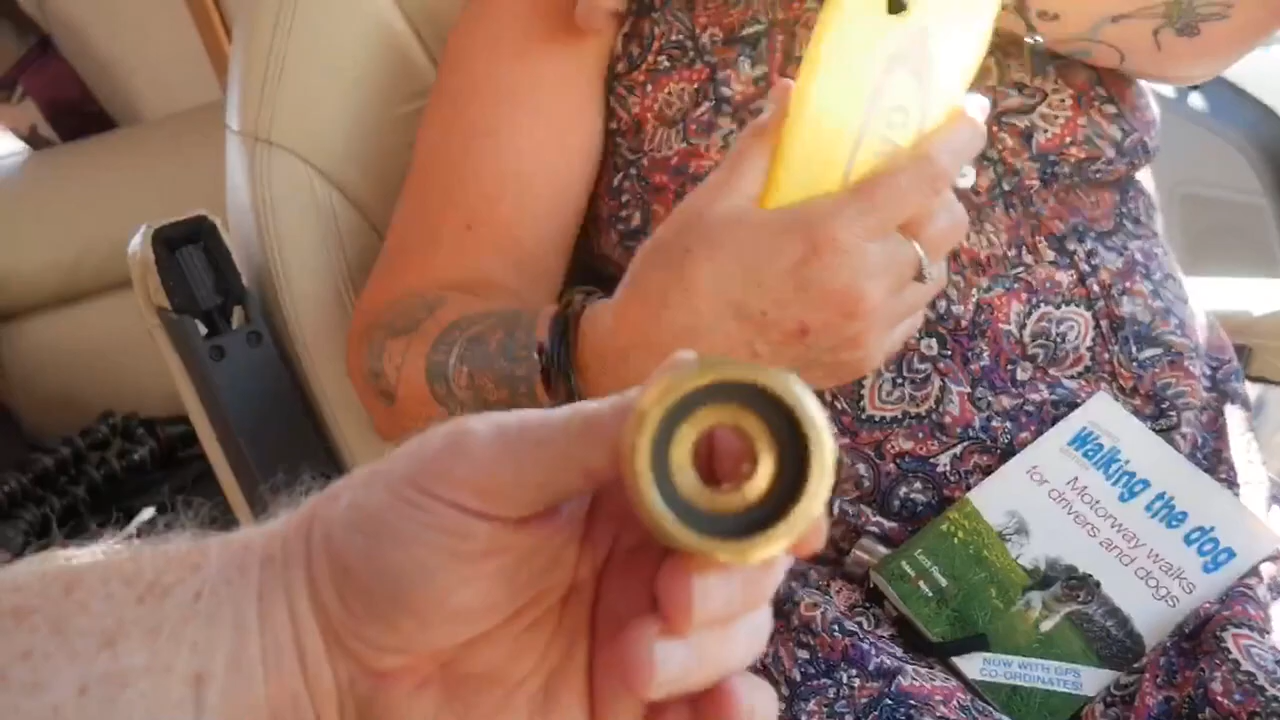 Walking the dog
Motorway walks
for drivers and dogs
NOW WITH GPS
CO-ORDINATES!